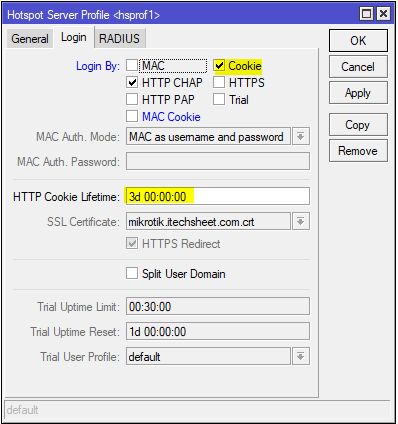 Hotspot Server Profile <hsprof1>
General Login RADIUS
Login By: MAC Cookie
HTTP CHAP HTTPS
HTTP PAP Trial
MAC Cookie
MAC Auth. Mode: MAC as username and password
MAC Auth. Password:
HTTP Cookie Lifetime: 3d 00:00:00
SSL Certificate: mikrotik.itechsheet.com.crt
HTTPS Redirect
Split User Domain
Trial Uptime Limit: 00:30:00
Trial Uptime Reset: 1d 00:00:00
Trial User Profile: default
OK
Cancel
Apply
Copy
Remove
default